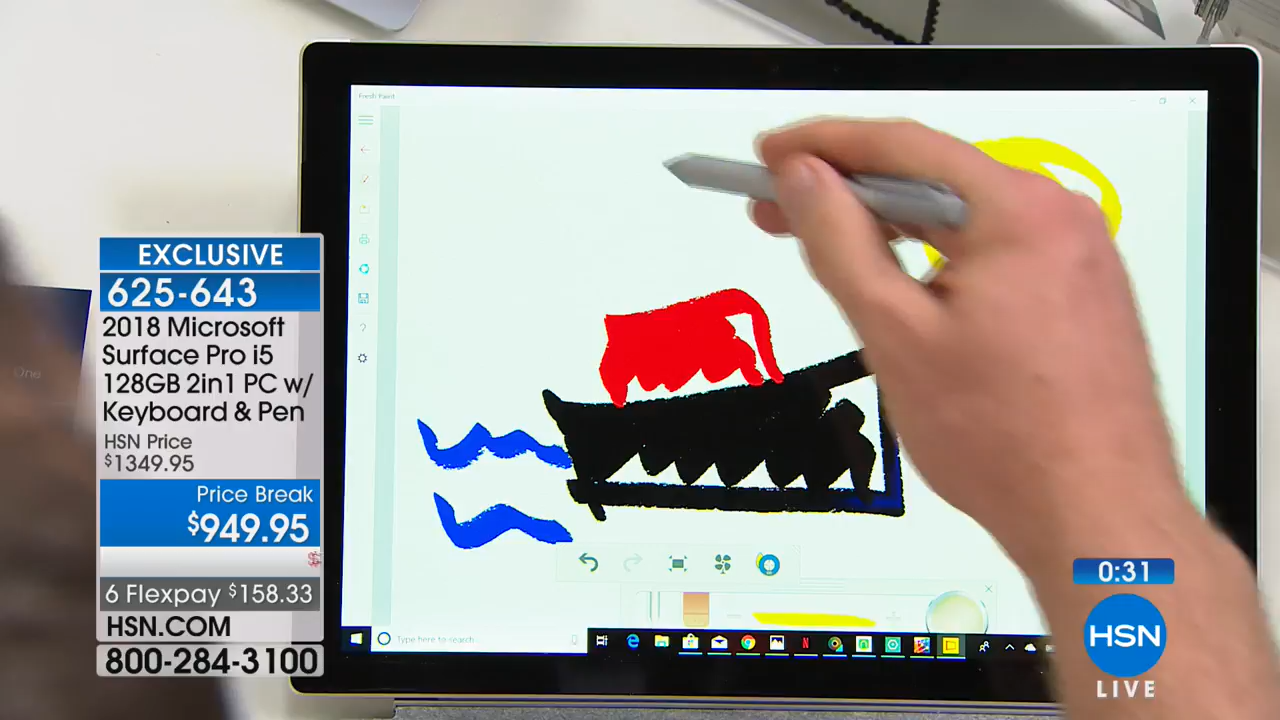 EXCLUSIVE
625-643
2018 Microsoft
Surface Pro i5
128GB 2in1 PC w/
Keyboard & Pen
HSN Price
$1349.95
Price Break
$949.95
6 Flexpay $158.33
HSN.COM
800-284-3100
One
Fresh Paint
?
Type here to search
N
0:31
HSN
LIVE